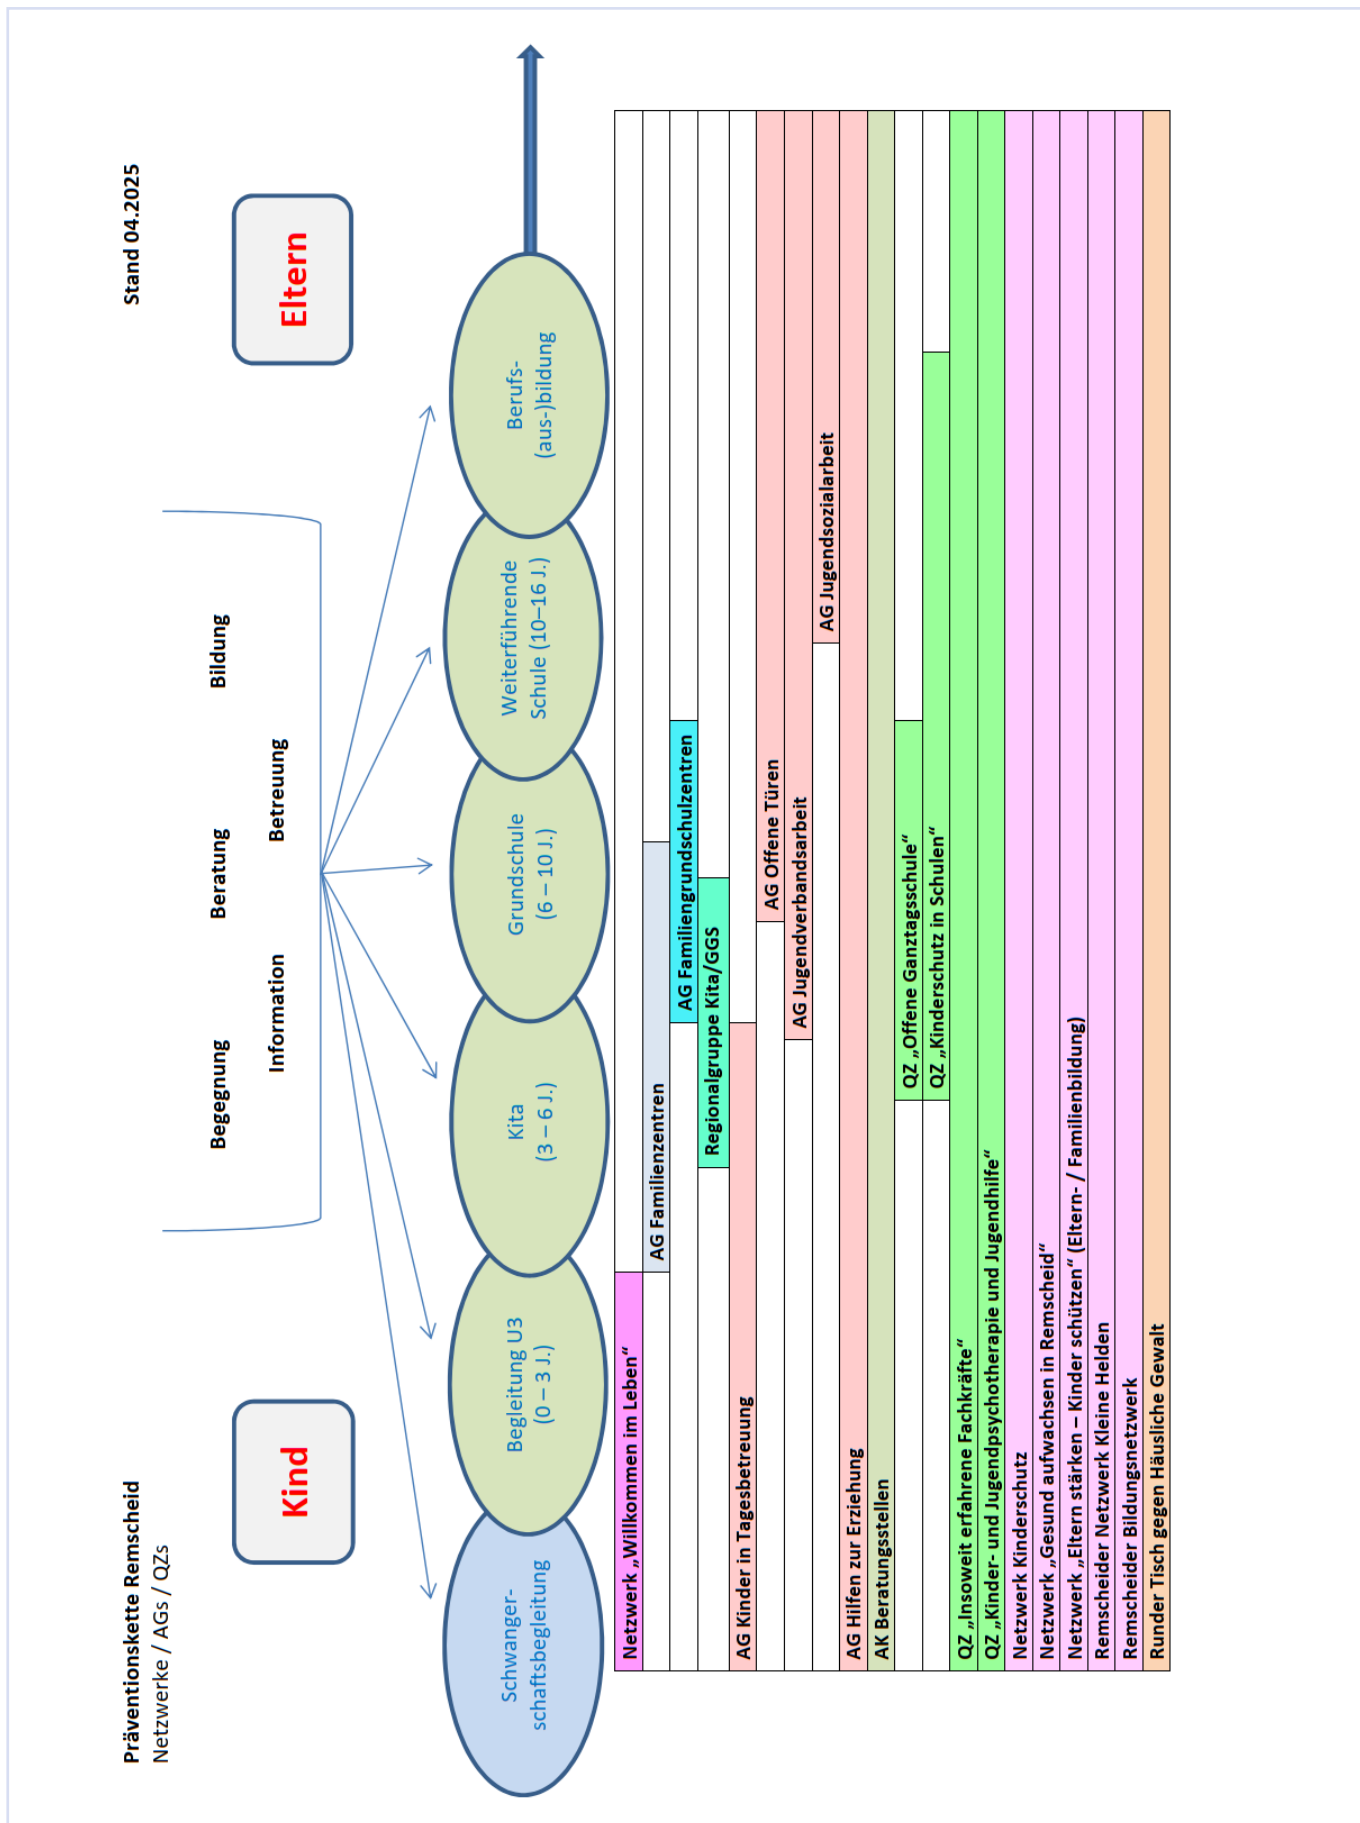 Präventionskette Remscheid
Netzwerke / AGs / QZs
Stand 04.2025
Kind
Eltern
Begegnung
Beratung
Bildung
Information
Betreuung
Schwanger-
schaftsbegleitung
Begleitung U3
(0 – 3 J.)
Kita
(3 – 6 J.)
Grundschule
(6 – 10 J.)
Weiterführende
Schule (10–16 J.)
Berufs-
(aus-)bildung
Netzwerk „Willkommen im Leben“
AG Familienzentren
AG Familiengrundschulzentren
Regionalgruppe Kita/GGS
AG Kinder in Tagesbetreuung
AG Offene Türen
AG Jugendverbandsarbeit
AG Jugendsozialarbeit
AG Hilfen zur Erziehung
AK Beratungsstellen
QZ „Offene Ganztagsschule“
QZ „Kinderschutz in Schulen“
QZ „Insoweit erfahrene Fachkräfte“
QZ „Kinder- und Jugendpsychotherapie und Jugendhilfe“
Netzwerk Kinderschutz
Netzwerk „Gesund aufwachsen in Remscheid“
Netzwerk „Eltern stärken – Kinder schützen“ (Eltern- / Familienbildung)
Remscheider Netzwerk Kleine Helden
Remscheider Bildungsnetzwerk
Runder Tisch gegen Häusliche Gewalt